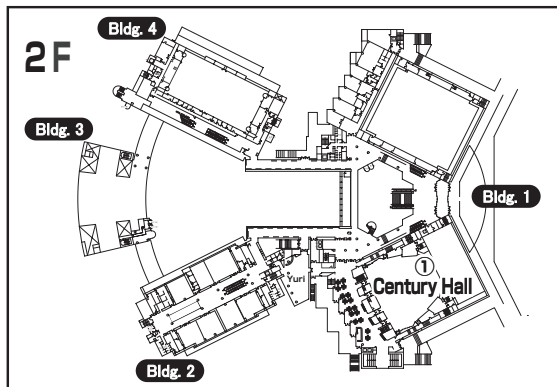 Bldg. 4
2F
Bldg. 3
Bldg. 1
①
Century Hall
Yuri
Bldg. 2